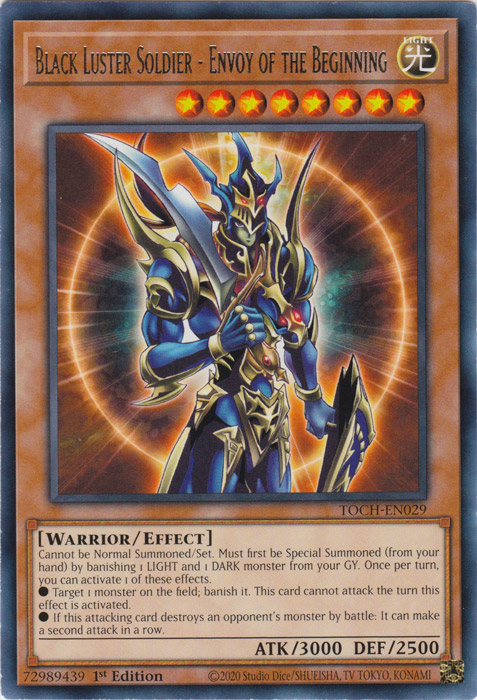 BLACK LUSTER SOLDIER - ENVOY OF THE BEGINNING
LIGHT
光
TOCH-EN029
[WARRIOR/EFFECT]
Cannot be Normal Summoned/Set. Must first be Special Summoned (from your
hand) by banishing 1 LIGHT and 1 DARK monster from your GY. Once per turn,
you can activate 1 of these effects.
● Target 1 monster on the field; banish it. This card cannot attack the turn this
effect is activated.
● If this attacking card destroys an opponent's monster by battle: It can make
a second attack in a row.
ATK/3000 DEF/2500
72989439 1st Edition ©2020 Studio Dice/SHUEISHA, TV TOKYO, KONAMI